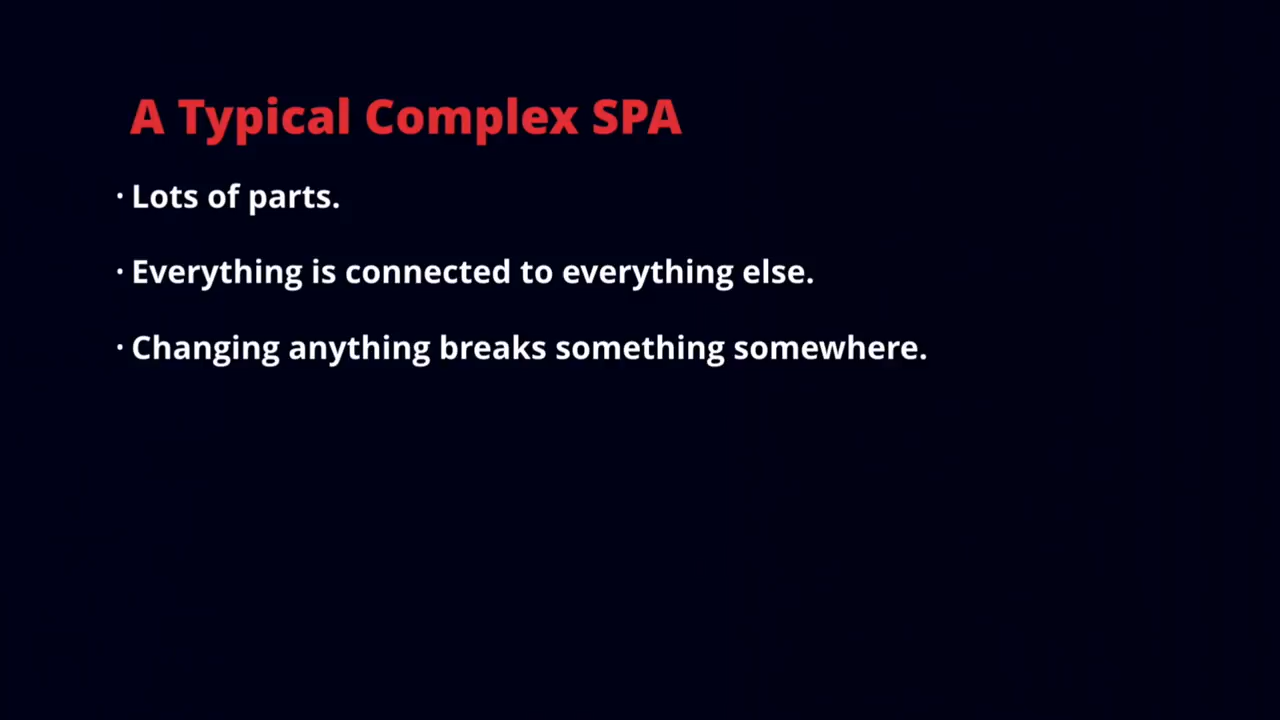 A Typical Complex SPA
· Lots of parts.
· Everything is connected to everything else.
· Changing anything breaks something somewhere.